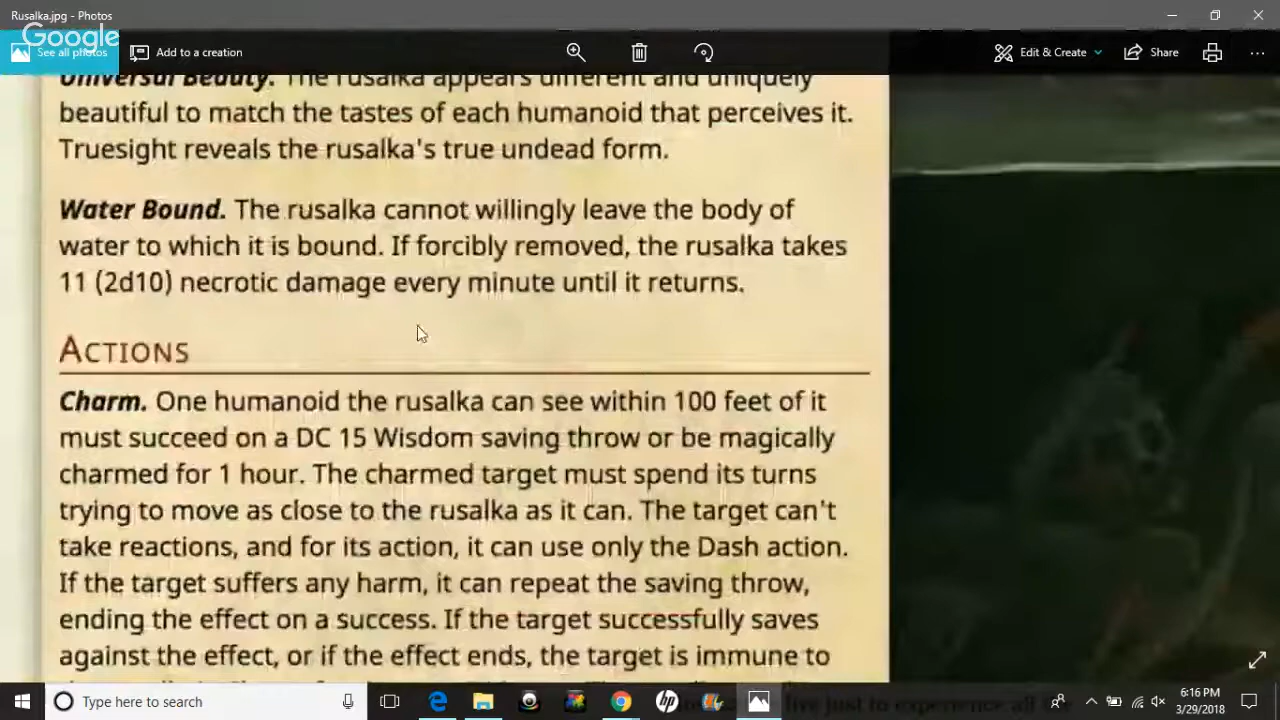 Rusalka.jpg - Photos
Google
See all photos
Add to a creation
Edit & Create
Share
Universal Beauty. The rusalka appears different and uniquely
beautiful to match the tastes of each humanoid that perceives it.
Truesight reveals the rusalka's true undead form.
Water Bound. The rusalka cannot willingly leave the body of
water to which it is bound. If forcibly removed, the rusalka takes
11 (2d10) necrotic damage every minute until it returns.
ACTIONS
Charm. One humanoid the rusalka can see within 100 feet of it
must succeed on a DC 15 Wisdom saving throw or be magically
charmed for 1 hour. The charmed target must spend its turns
trying to move as close to the rusalka as it can. The target can't
take reactions, and for its action, it can use only the Dash action.
If the target suffers any harm, it can repeat the saving throw,
ending the effect on a success. If the target successfully saves
against the effect, or if the effect ends, the target is immune to
live just to experience all
Type here to search
hp
6:16 PM
3/29/2018